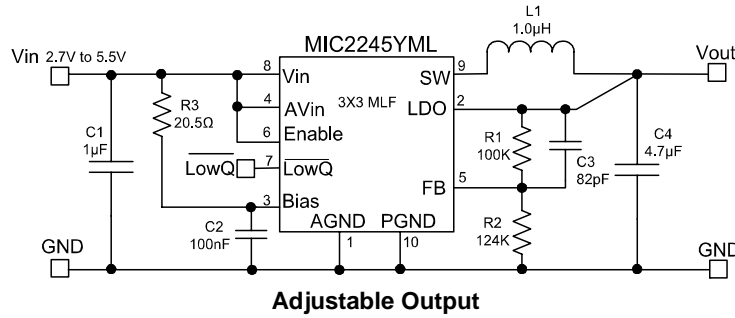 L1
1.0µH
MIC2245YML
Vin 2.7V to 5.5V
Vout
8 Vin
SW 9
R3
20.5Ω
4 AVin
3X3 MLF
LDO 2
6 Enable
C1
1µF
R1
100K
C3
82pF
C4
4.7µF
LowQ
7 LowQ
FB 5
3 Bias
C2
100nF
AGND
PGND
R2
124K
1
10
GND
GND
Adjustable Output